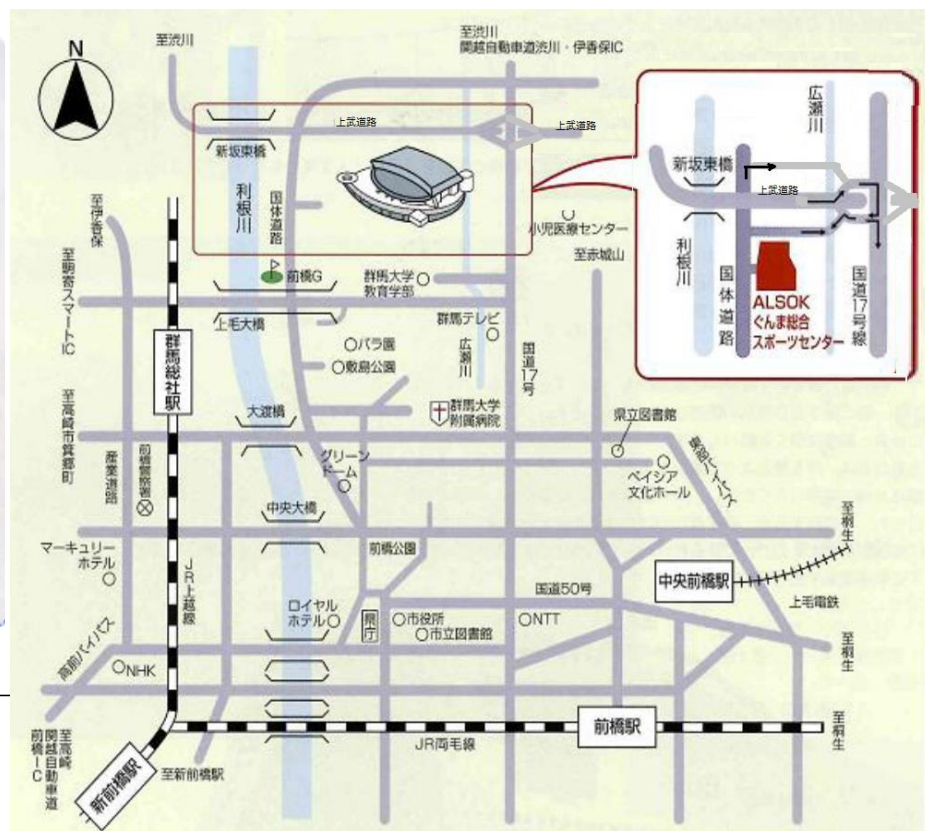 N
至渋川
至渋川
関越自動車道渋川・伊香保IC
上武道路
上武道路
新坂東橋
利根川
国体道路
小児医療センター
至赤城山
広瀬川
新坂東橋
上武道路
利根川
国体道路
国道17号線
ALSOK
ぐんま総合
スポーツセンター
至伊香保
至駒寄スマートIC
前橋G
群馬大学
教育学部
上毛大橋
群馬テレビ
広瀬川
国道17号
バラ園
敷島公園
群馬総社駅
大渡橋
群馬大学
附属病院
県立図書館
至高崎市箕郷町
産業道路
前橋警察署
グリーン
ドーム
ベイシア
文化ホール
東部バイパス
中央大橋
前橋公園
至桐生
マーキュリー
ホテル
JR上越線
中央前橋駅
上毛電鉄
国道50号
ロイヤル
ホテル
県庁
市役所
市立図書館
NTT
至桐生
高前バイパス
NHK
前橋駅
至桐生
JR両毛線
至高崎
関越自動車道
前橋IC
新前橋駅
至新前橋駅